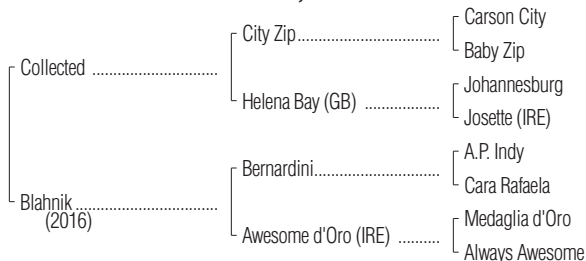 Carson City
City Zip
Baby Zip
Collected
Johannesburg
Helena Bay (GB)
Josette (IRE)
A.P. Indy
Bernardini
Cara Rafaela
Blahnik
(2016)
Medaglia d'Oro
Awesome d'Oro (IRE)
Always Awesome